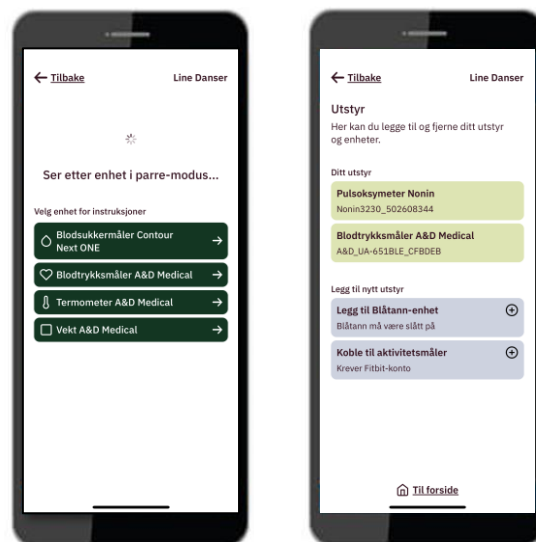 Tilbake
Line Danser
Ser etter enhet i parre-modus...
Velg enhet for instruksjoner
Blodsukkermåler Contour
Next ONE
Blodtrykksmåler A&D Medical
Termometer A&D Medical
Vekt A&D Medical
Tilbake
Line Danser
Utstyr
Her kan du legge til og fjerne ditt utstyr
og enheter.
Ditt utstyr
Pulsoksymeter Nonin
Nonin3230_502608344
Blodtrykksmåler A&D Medical
A&D_UA-651BLE_CFBDEB
Legg til nytt utstyr
Legg til Blåtann-enhet
Blåtann må være slått på
Koble til aktivitetsmåler
Krever Fitbit-konto
Til forside